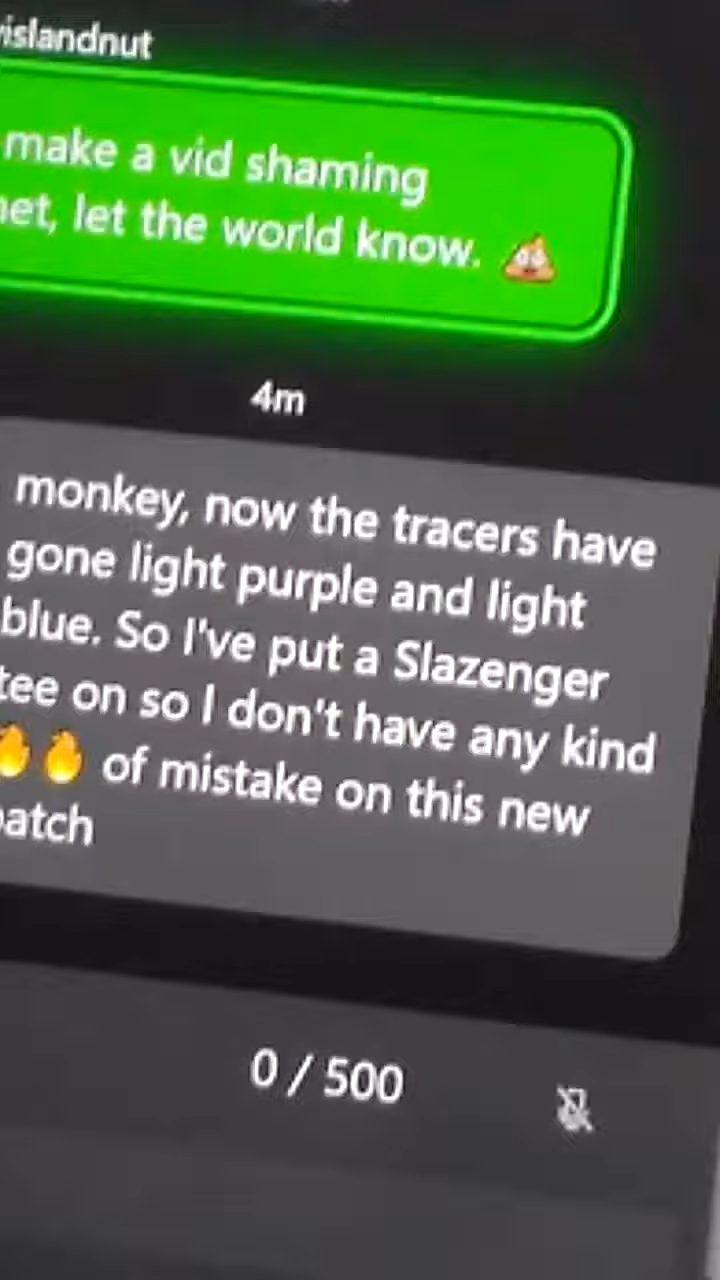 islandnut
make a vid shaming
net, let the world know. 💩
4m
monkey, now the tracers have
gone light purple and light
blue. So I've put a Slazenger
tee on so I don't have any kind
🔥🔥 of mistake on this new
patch
0 / 500